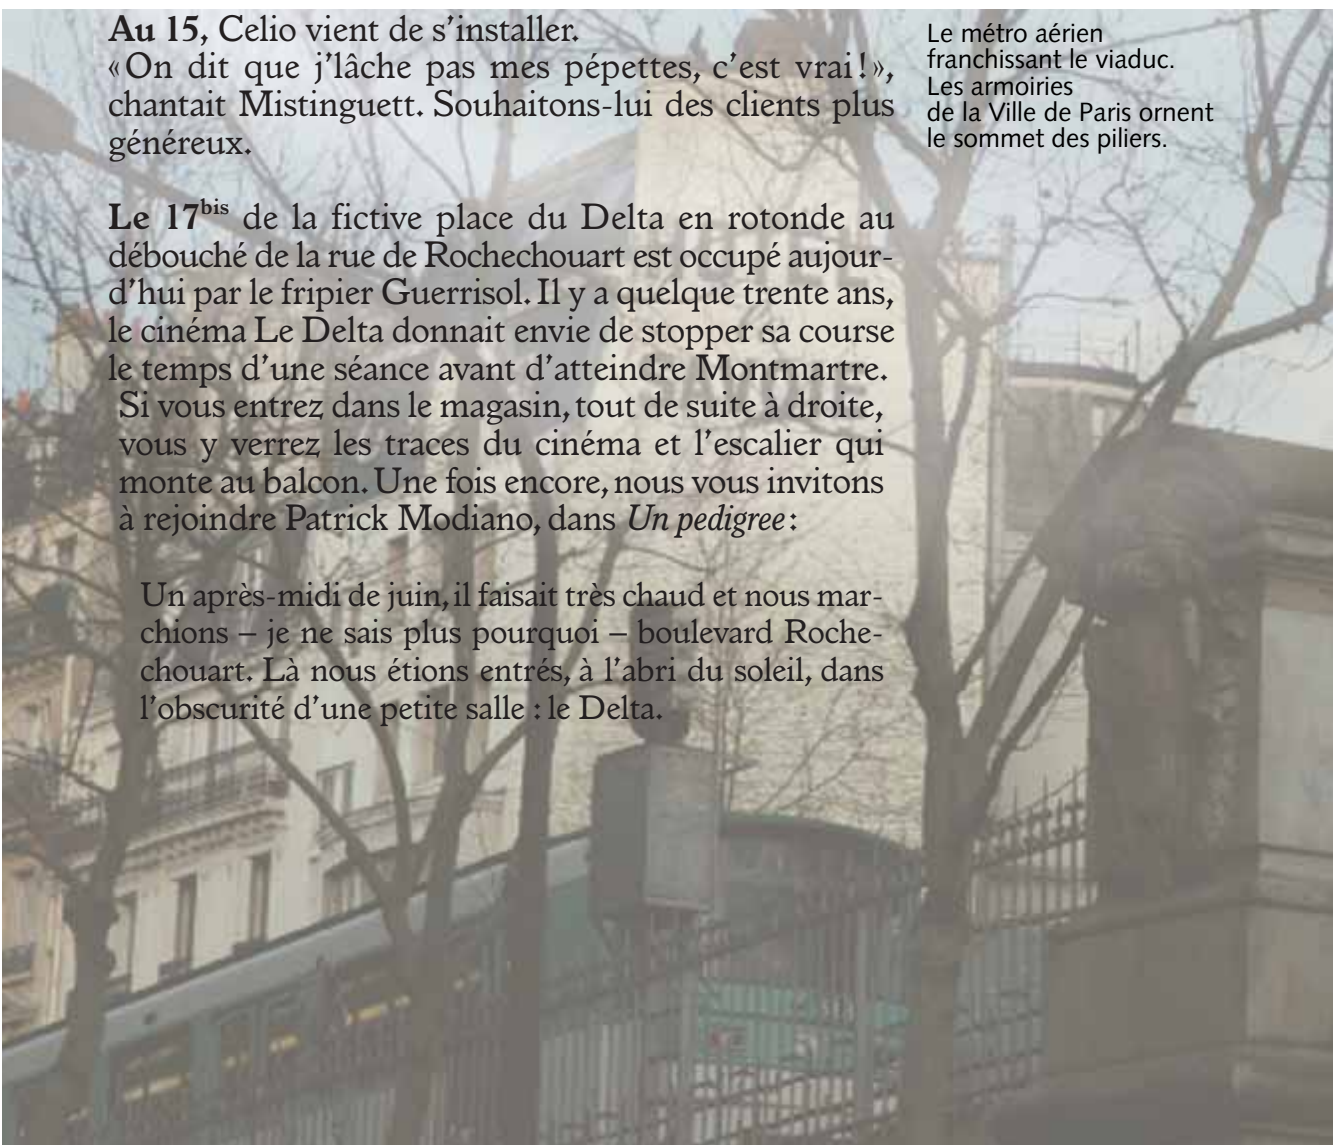 Au 15, Celio vient de s’installer.
«On dit que j’lâche pas mes pépettes, c’est vrai!»,
chantait Mistinguett. Souhaitons-lui des clients plus
généreux.
Le 17bis de la fictive place du Delta en rotonde au
débouché de la rue de Rochechouart est occupé aujour-
d’hui par le fripier Guerrisol. Il y a quelque trente ans,
le cinéma Le Delta donnait envie de stopper sa course
le temps d’une séance avant d’atteindre Montmartre.
Si vous entrez dans le magasin, tout de suite à droite,
vous y verrez les traces du cinéma et l’escalier qui
monte au balcon. Une fois encore, nous vous invitons
à rejoindre Patrick Modiano, dans Un pedigree :
Un après-midi de juin, il faisait très chaud et nous mar-
chions – je ne sais plus pourquoi – boulevard Roche-
chouart. Là nous étions entrés, à l’abri du soleil, dans
l’obscurité d’une petite salle : le Delta.
Le métro aérien
franchissant le viaduc.
Les armoiries
de la Ville de Paris ornent
le sommet des piliers.